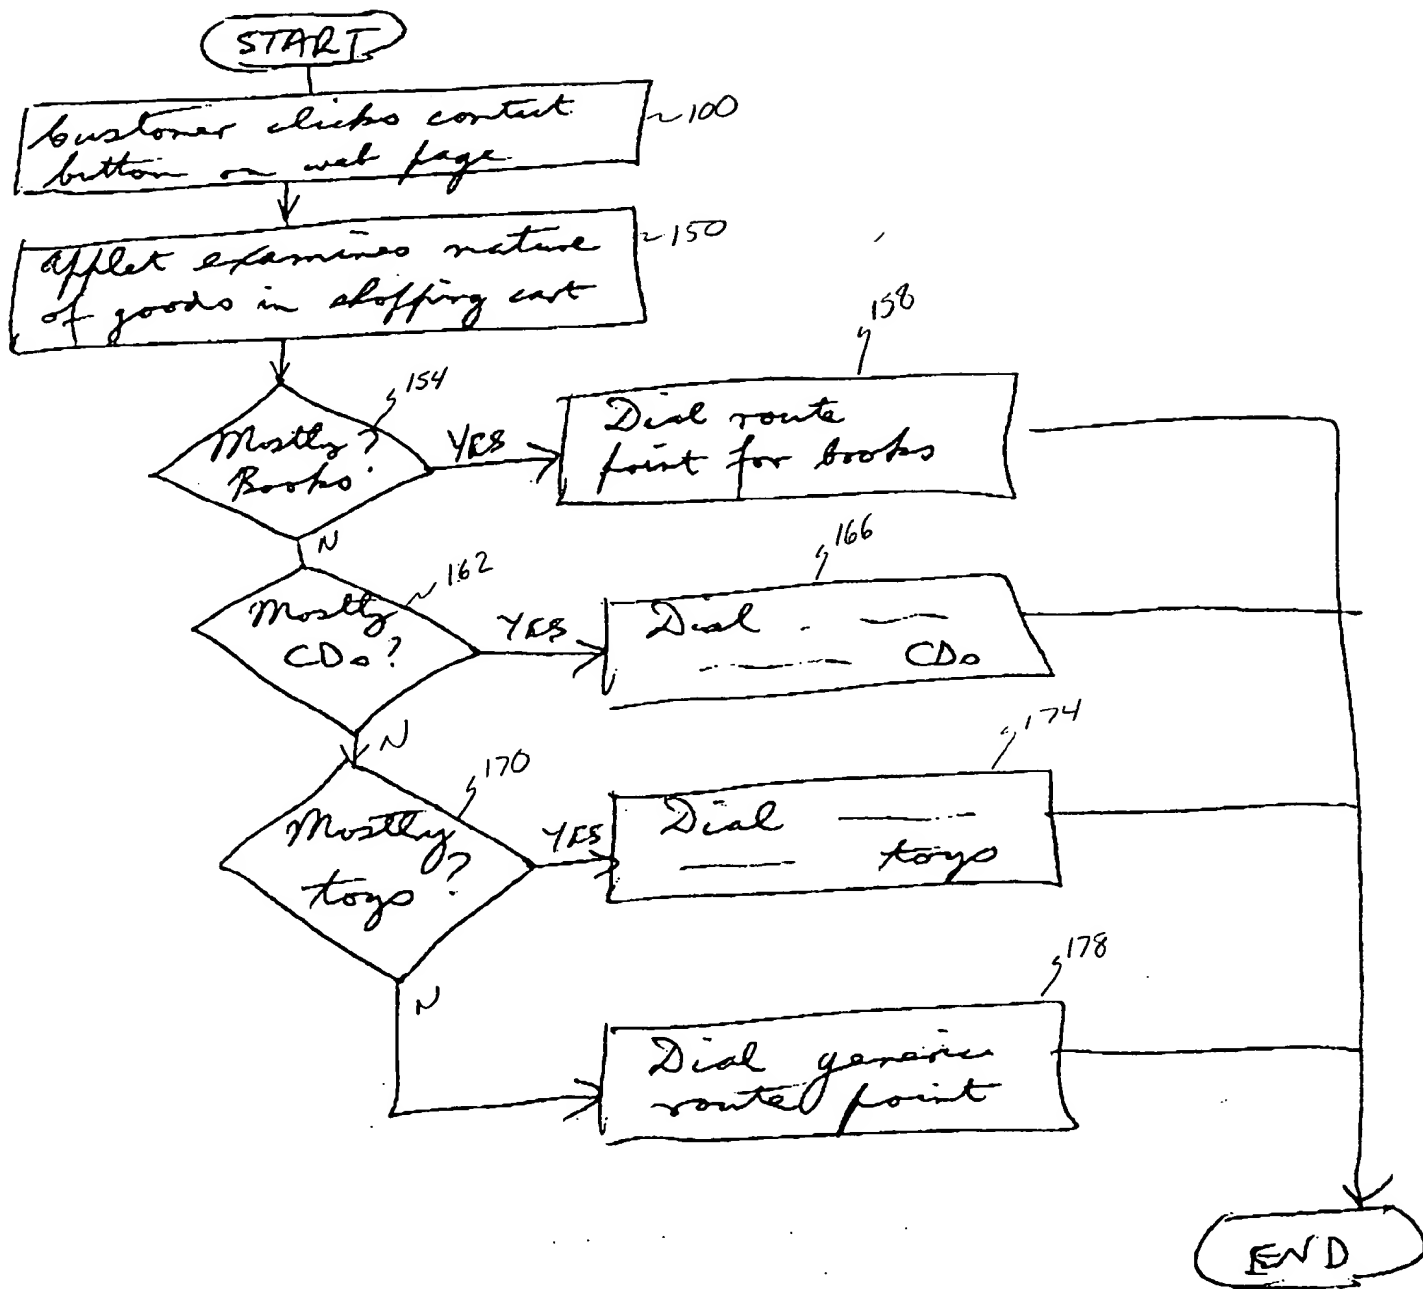 START
Customer clicks contact
button on web page
100
Applet examines nature
of goods in shopping cart
150
Mostly?
Books
154
YES
Dial route
point for books
158
N
Mostly
CDs?
162
YES
Dial
CDs
166
N
Mostly
toys?
170
YES
Dial
toys
174
N
Dial generic
route point
178
END